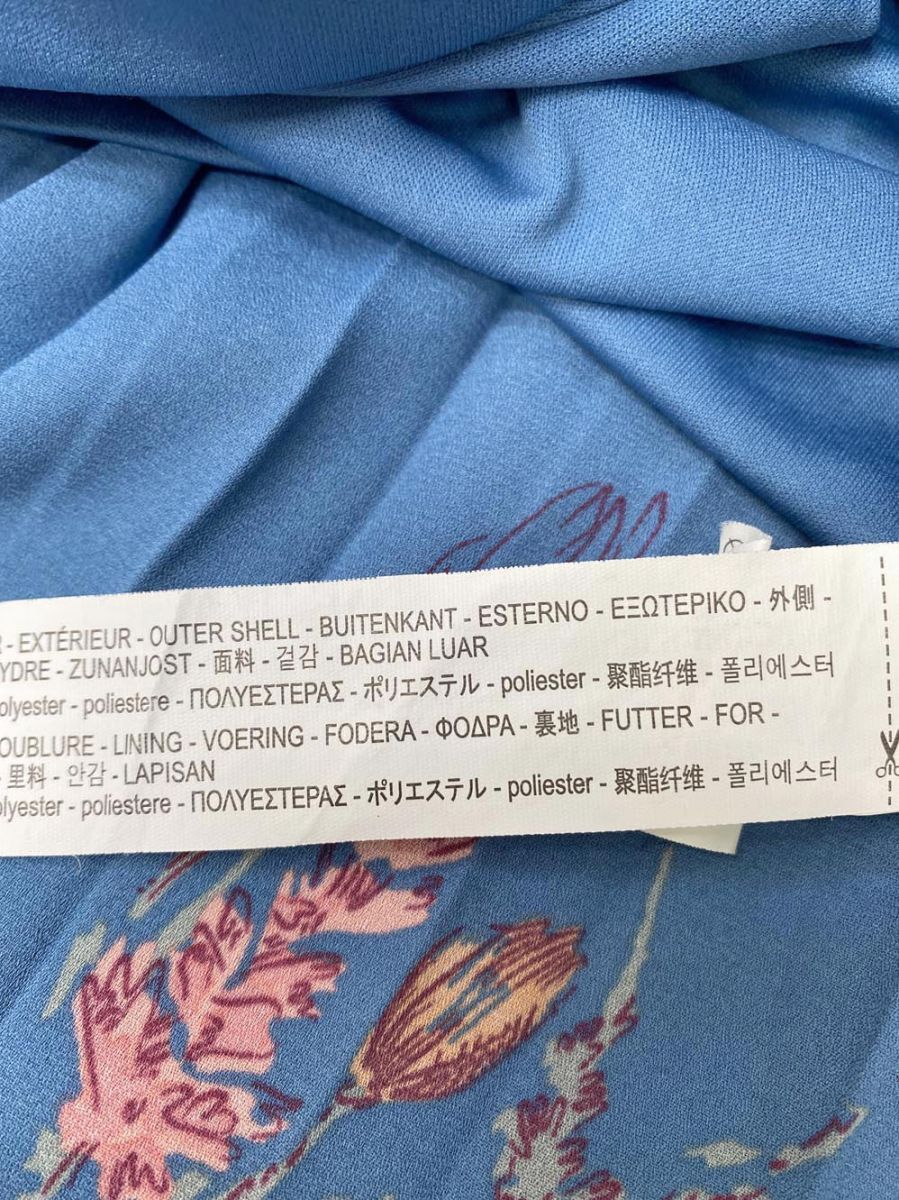 R - EXTÉRIEUR - OUTER SHELL - BUITENKANT - ESTERNO - ΕΞΩΤΕΡΙΚΟ - 外側 -
YDRE - ZUNANJOST - 面料 - 겉감 - BAGIAN LUAR
olyester - poliestere - ΠΟΛΥΕΣΤΕΡΑΣ - ポリエステル - poliester - 聚酯纤维 - 폴리에스터
OUBLURE - LINING - VOERING - FODERA - ΦΟΔΡΑ - 裏地 - FUTTER - FOR -
- 里料 - 안감 - LAPISAN
olyester - poliestere - ΠΟΛΥΕΣΤΕΡΑΣ - ポリエステル - poliester - 聚酯纤维 - 폴리에스터